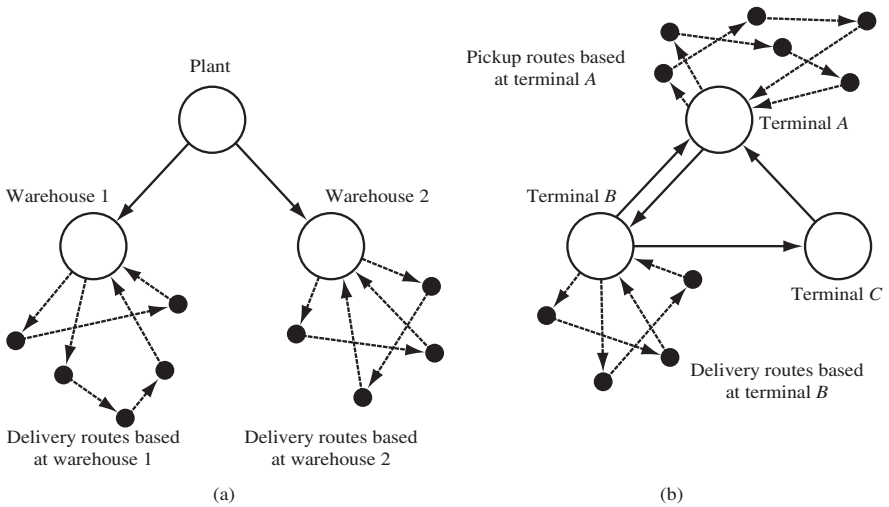 Plant
Warehouse 1
Warehouse 2
Delivery routes based
at warehouse 1
Delivery routes based
at warehouse 2
(a)
Pickup routes based
at terminal A
Terminal A
Terminal B
Terminal C
Delivery routes based
at terminal B
(b)